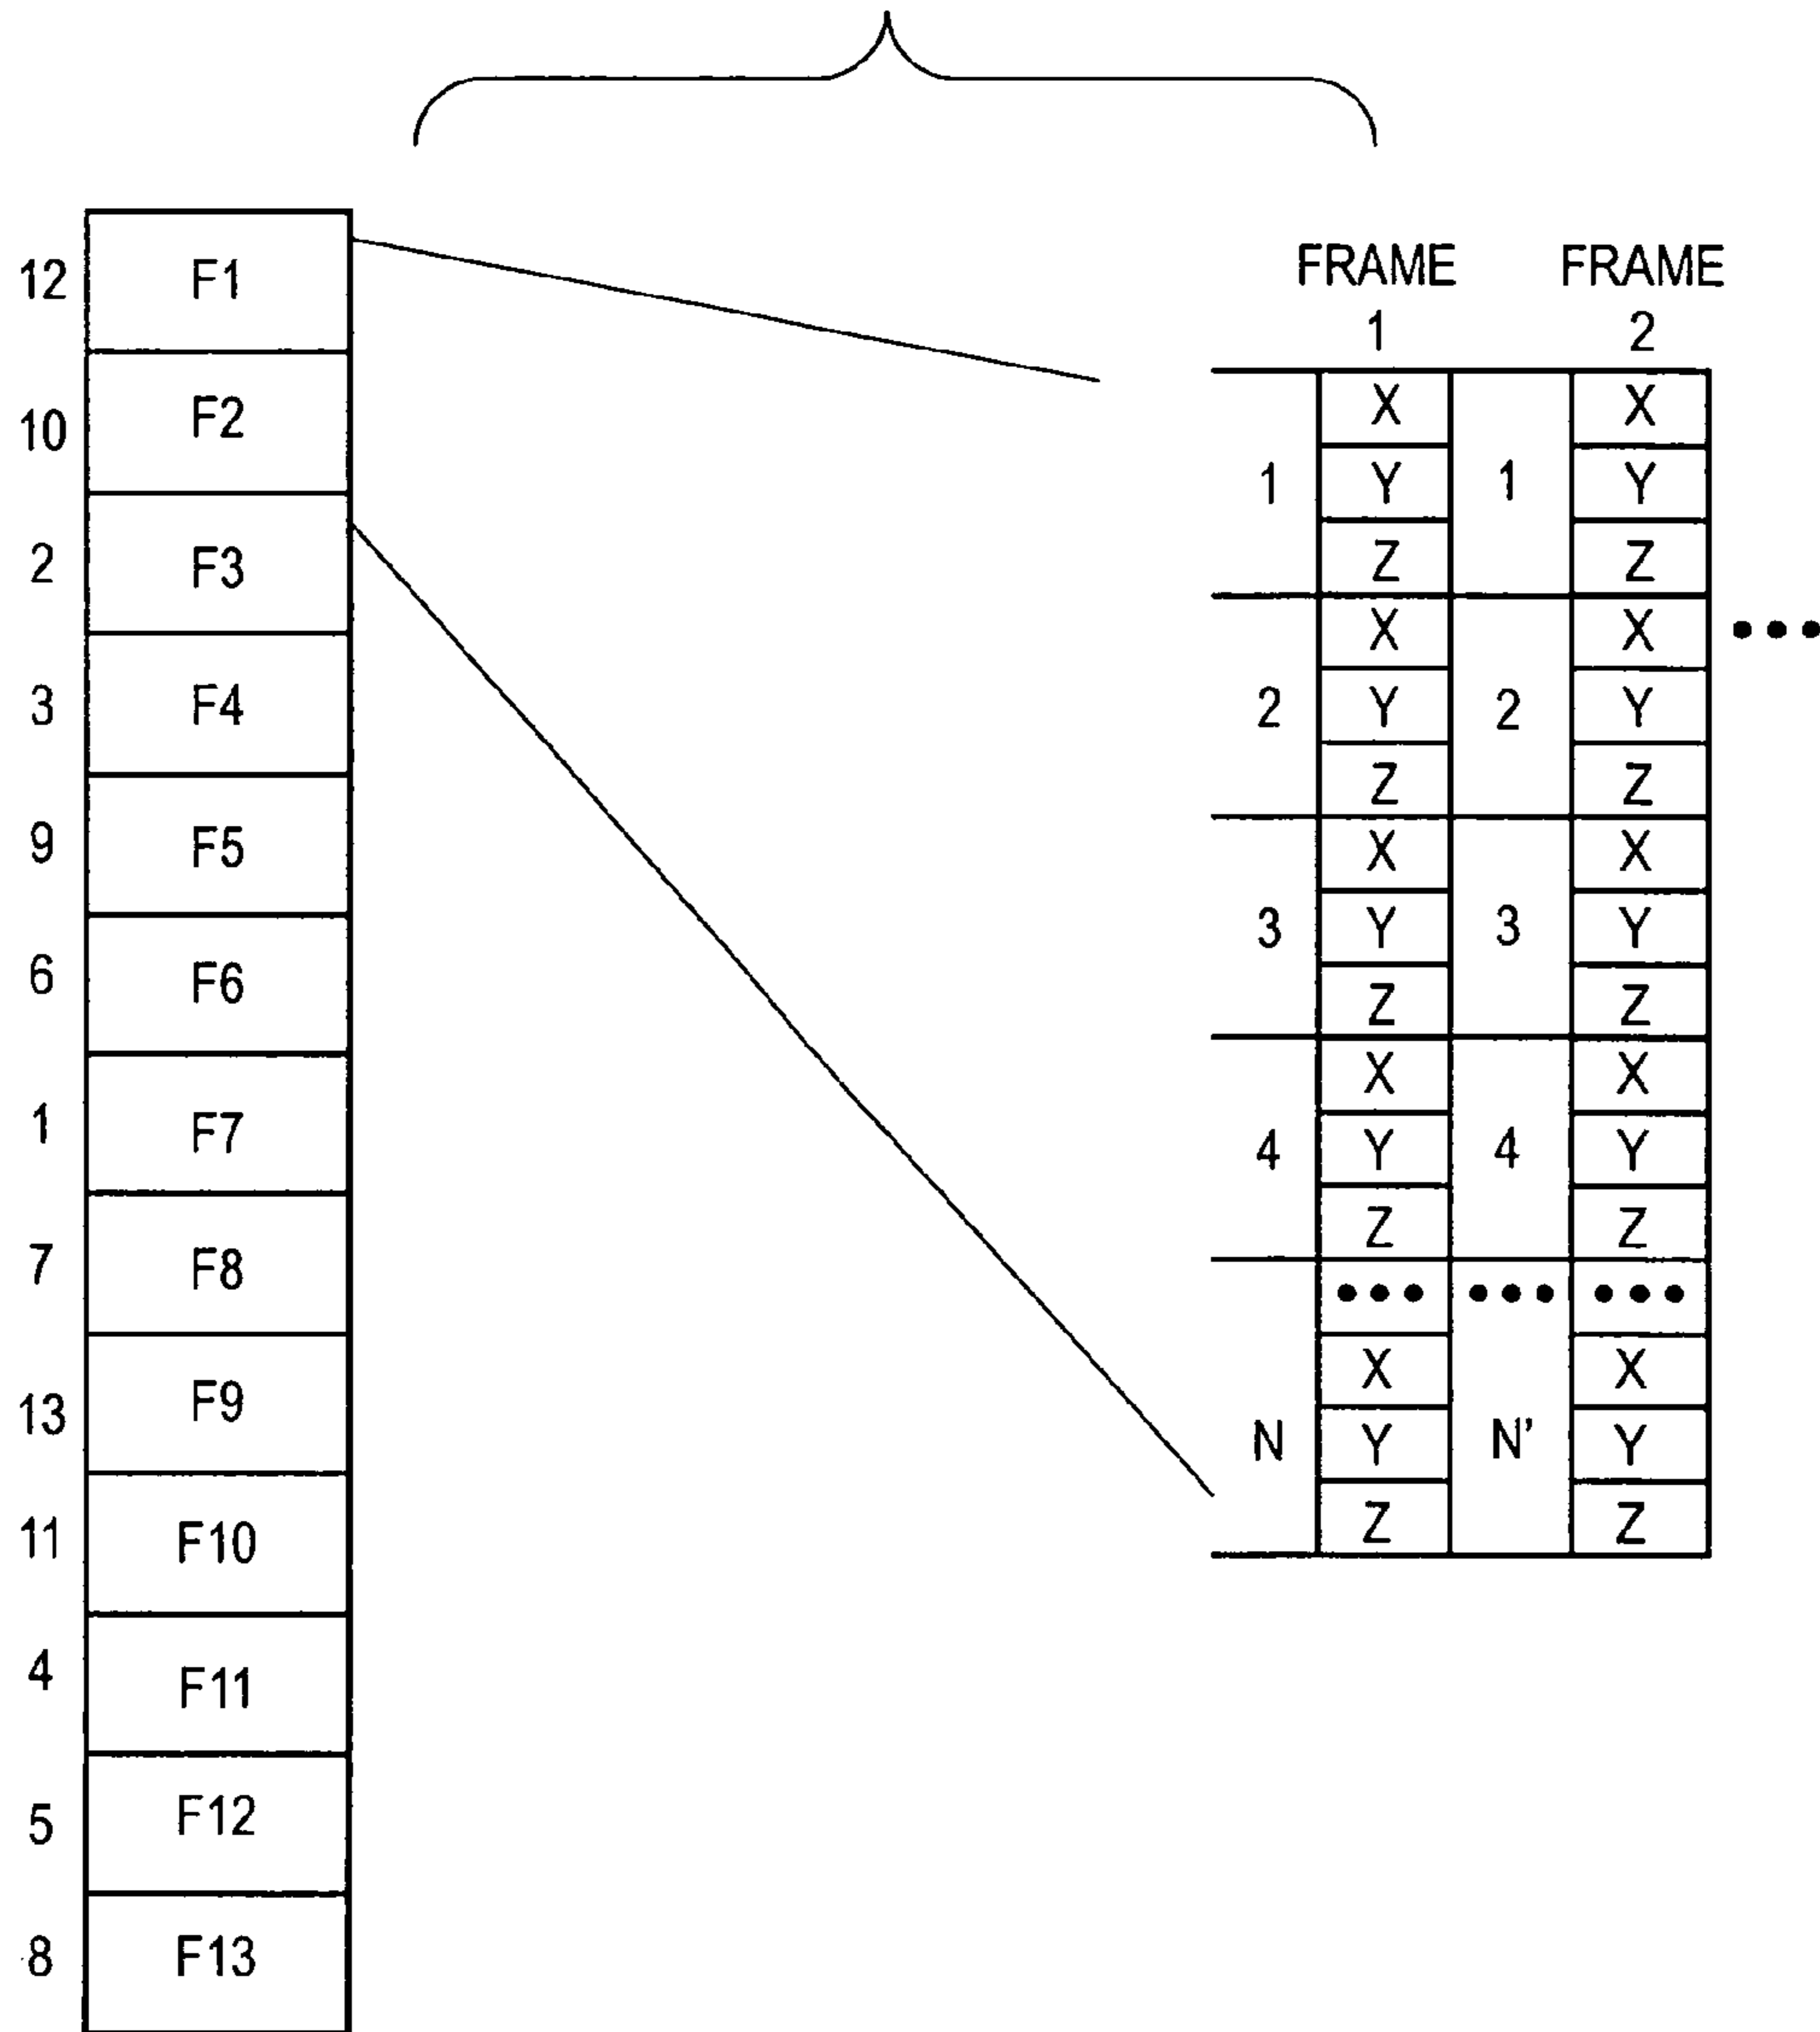 12 F1
10 F2
2 F3
3 F4
9 F5
6 F6
1 F7
7 F8
13 F9
11 F10
4 F11
5 F12
8 F13
FRAME FRAME
1 2
X X
1 Y 1 Y
Z Z
X X •••
2 Y 2 Y
Z Z
X X
3 Y 3 Y
Z Z
X X
4 Y 4 Y
Z Z
••• ••• •••
X X
N Y N' Y
Z Z